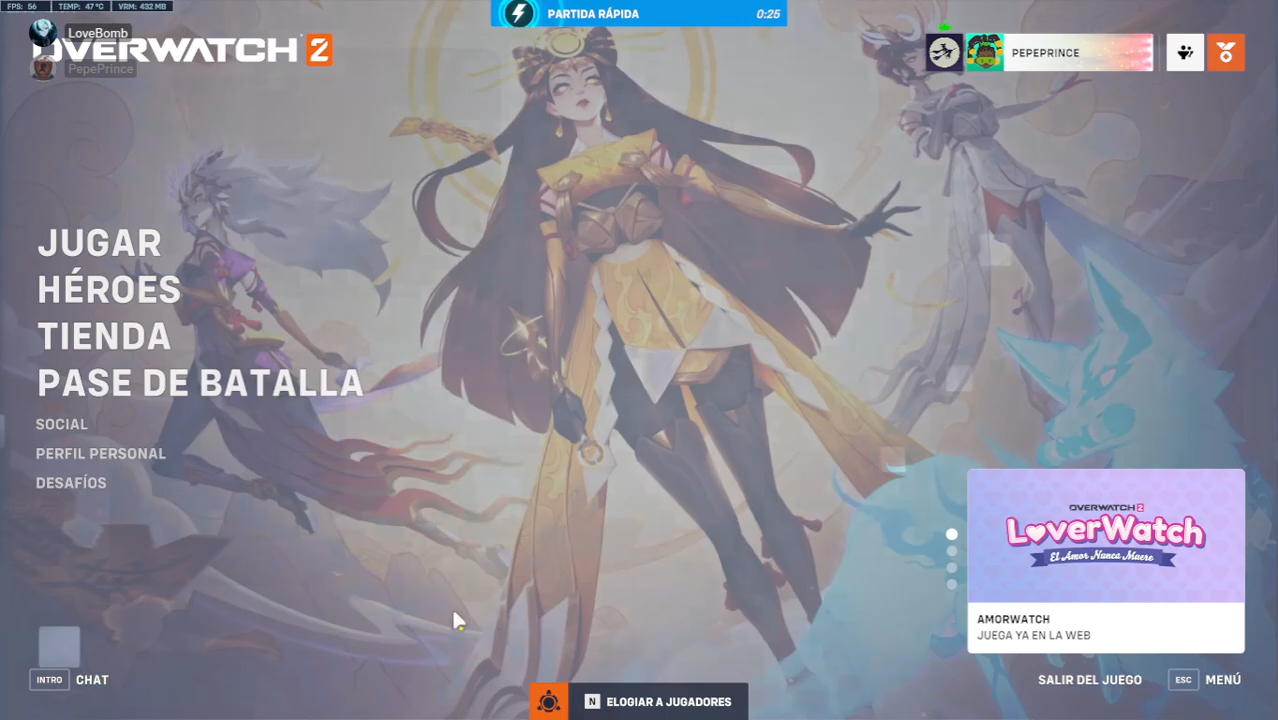 FPS: 56 TEMP: 47 °C VRM: 432 MB
PARTIDA RÁPIDA 0:25
LoveBomb
OVERWATCH 2
PepePrince
PEPEPRINCE
JUGAR
HÉROES
TIENDA
PASE DE BATALLA
SOCIAL
PERFIL PERSONAL
DESAFÍOS
OVERWATCH 2
LoverWatch
El Amor Nunca Muere
AMORWATCH
JUEGA YA EN LA WEB
INTRO CHAT
SALIR DEL JUEGO ESC MENÚ
N ELOGIAR A JUGADORES